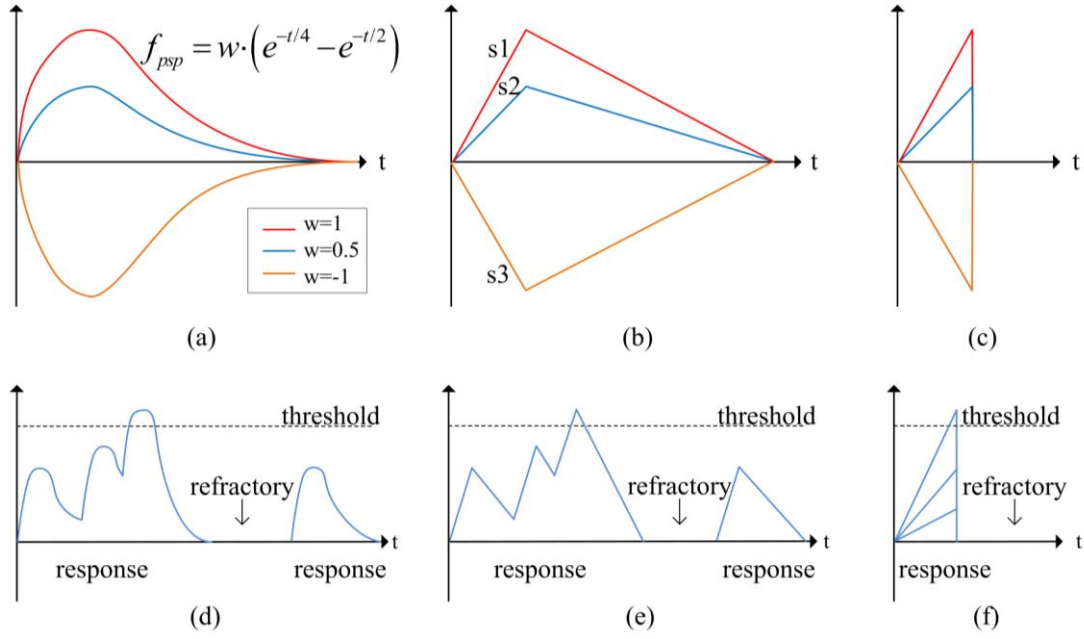 f_psp = w·(e^{-t/4} − e^{-t/2})
t
w=1
w=0.5
w=-1
(a)
s1
s2
s3
t
(b)
t
(c)
threshold
refractory
t
response
response
(d)
threshold
refractory
t
response
response
(e)
threshold
refractory
t
response
(f)